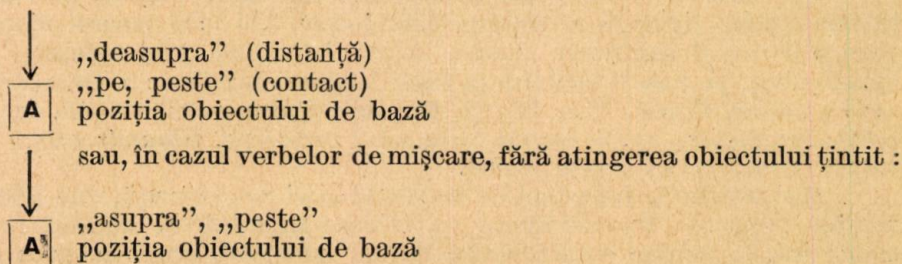 ,,deasupra’’ (distanță)
,,pe, peste’’ (contact)
A poziția obiectului de bază
sau, în cazul verbelor de mișcare, fără atingerea obiectului țintit :
,,asupra’’, ,,peste’’
A poziția obiectului de bază